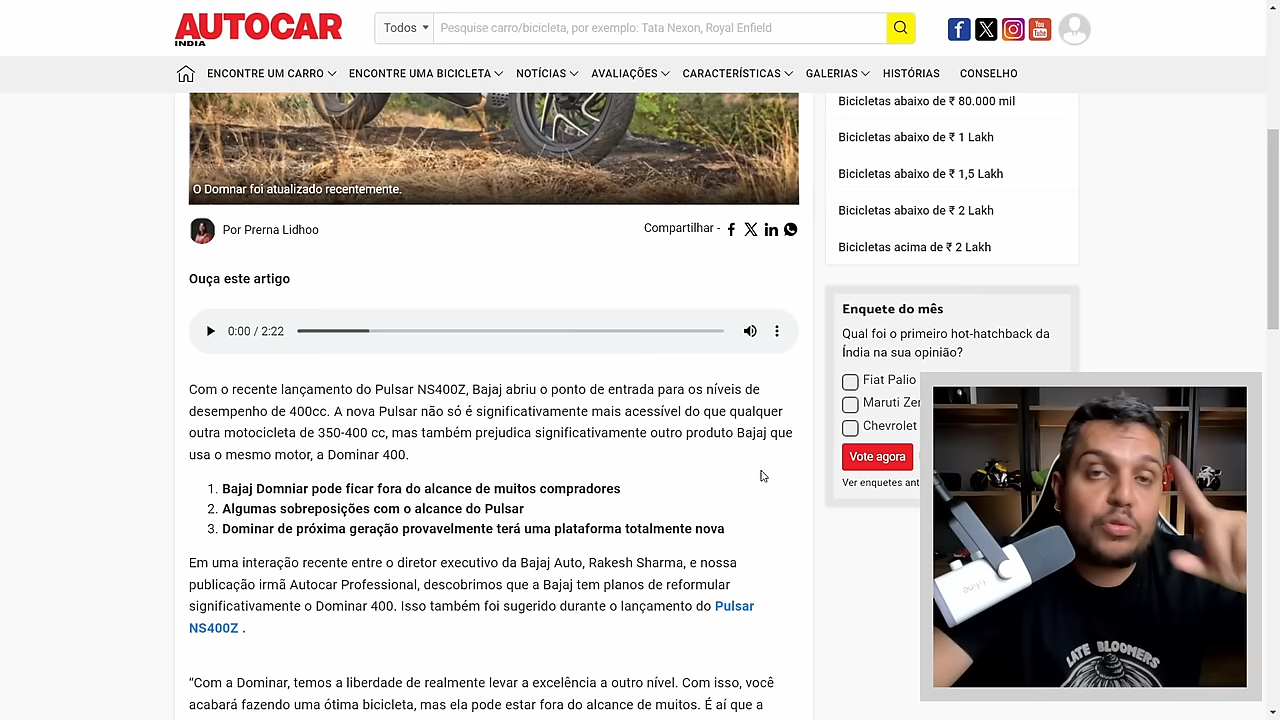 AUTOCAR
INDIA
Todos
Pesquise carro/bicicleta, por exemplo: Tata Nexon, Royal Enfield
You
Tube
ENCONTRE UM CARRO
ENCONTRE UMA BICICLETA
NOTÍCIAS
AVALIAÇÕES
CARACTERÍSTICAS
GALERIAS
HISTÓRIAS
CONSELHO
O Domnar foi atualizado recentemente.
Por Prerna Lidhoo
Compartilhar -
Ouça este artigo
0:00 / 2:22
Com o recente lançamento do Pulsar NS400Z, Bajaj abriu o ponto de entrada para os níveis de
desempenho de 400cc. A nova Pulsar não só é significativamente mais acessível do que qualquer
outra motocicleta de 350-400 cc, mas também prejudica significativamente outro produto Bajaj que
usa o mesmo motor, a Dominar 400.
1. Bajaj Domniar pode ficar fora do alcance de muitos compradores
2. Algumas sobreposições com o alcance do Pulsar
3. Dominar de próxima geração provavelmente terá uma plataforma totalmente nova
Em uma interação recente entre o diretor executivo da Bajaj Auto, Rakesh Sharma, e nossa
publicação irmã Autocar Professional, descobrimos que a Bajaj tem planos de reformular
significativamente o Dominar 400. Isso também foi sugerido durante o lançamento do Pulsar
NS400Z .
“Com a Dominar, temos a liberdade de realmente levar a excelência a outro nível. Com isso, você
acabará fazendo uma ótima bicicleta, mas ela pode estar fora do alcance de muitos. É aí que a
Bicicletas abaixo de ₹ 80.000 mil
Bicicletas abaixo de ₹ 1 Lakh
Bicicletas abaixo de ₹ 1,5 Lakh
Bicicletas abaixo de ₹ 2 Lakh
Bicicletas acima de ₹ 2 Lakh
Enquete do mês
Qual foi o primeiro hot-hatchback da
Índia na sua opinião?
Fiat Palio
Maruti Zen
Chevrolet
Vote agora
Ver enquetes ant
fifine
LATE BLOOMERS